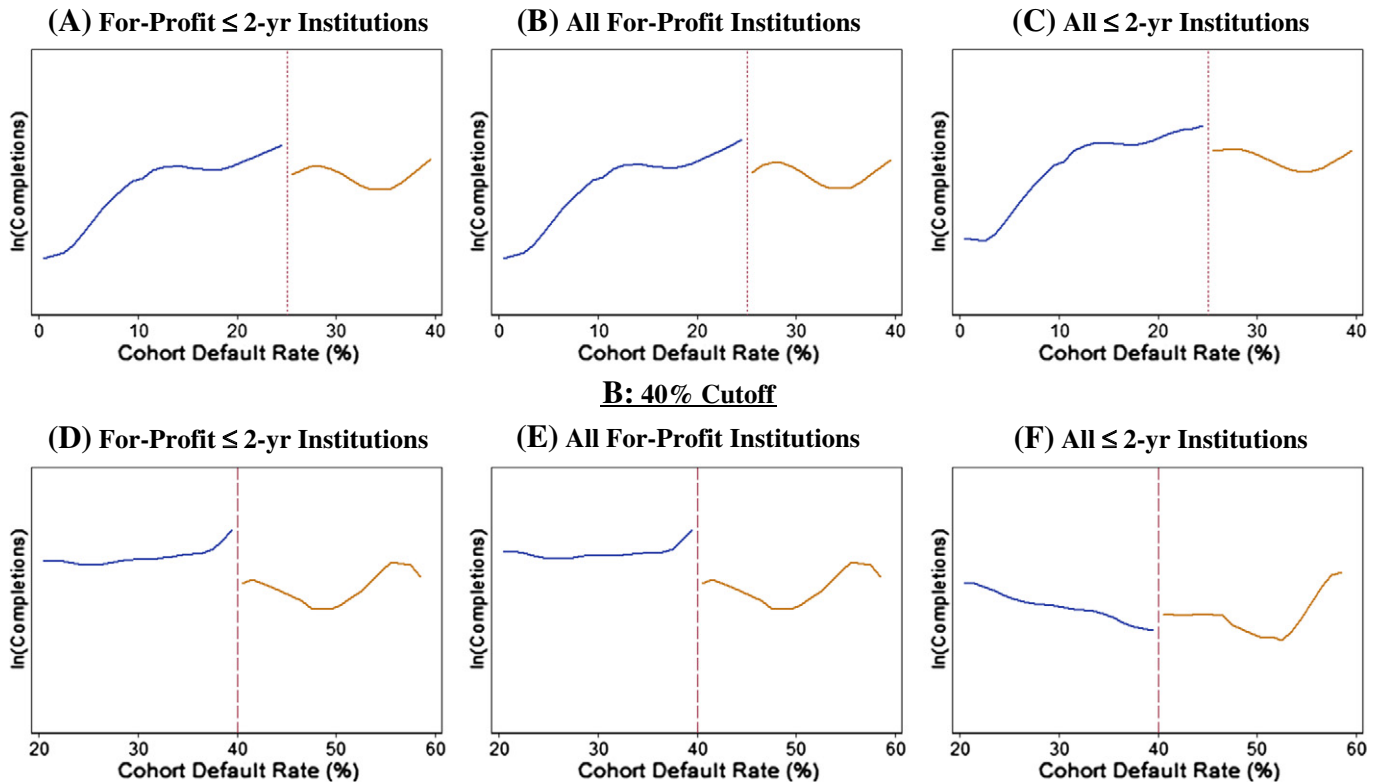 (A) For-Profit ≤ 2-yr Institutions
(B) All For-Profit Institutions
(C) All ≤ 2-yr Institutions
ln(Completions)
0 10 20 30 40
Cohort Default Rate (%)
ln(Completions)
0 10 20 30 40
Cohort Default Rate (%)
ln(Completions)
0 10 20 30 40
Cohort Default Rate (%)
B: 40% Cutoff
(D) For-Profit ≤ 2-yr Institutions
(E) All For-Profit Institutions
(F) All ≤ 2-yr Institutions
ln(Completions)
20 30 40 50 60
Cohort Default Rate (%)
ln(Completions)
20 30 40 50 60
Cohort Default Rate (%)
ln(Completions)
20 30 40 50 60
Cohort Default Rate (%)